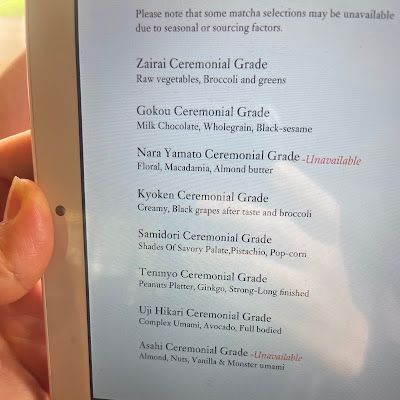 Please note that some matcha selections may be unavailable
due to seasonal or sourcing factors.
Zairai Ceremonial Grade
Raw vegetables, Broccoli and greens
Gokou Ceremonial Grade
Milk Chocolate, Wholegrain, Black-sesame
Nara Yamato Ceremonial Grade -Unavailable
Floral, Macadamia, Almond butter
Kyoken Ceremonial Grade
Creamy, Black grapes after taste and broccoli
Samidori Ceremonial Grade
Shades Of Savory Palate,Pistachio, Pop-corn
Tenmyo Ceremonial Grade
Peanuts Platter, Ginkgo, Strong-Long finished
Uji Hikari Ceremonial Grade
Complex Umami, Avocado, Full bodied
Asahi Ceremonial Grade -Unavailable
Almond, Nuts, Vanilla & Monster umami